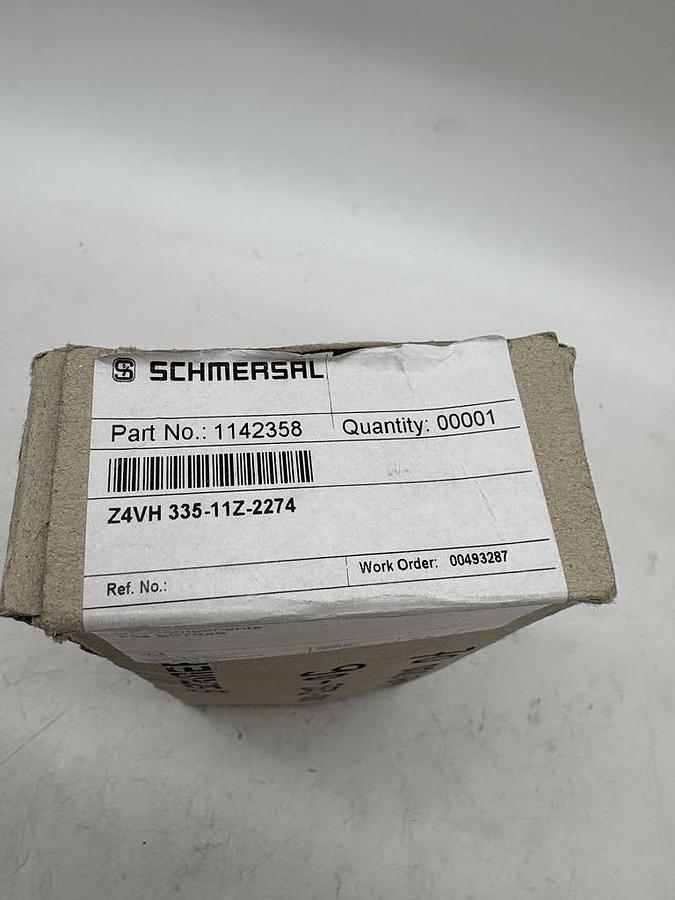 SCHMERSAL
Part No.: 1142358 Quantity: 00001
Z4VH 335-11Z-2274
Ref. No.: Work Order: 00493287